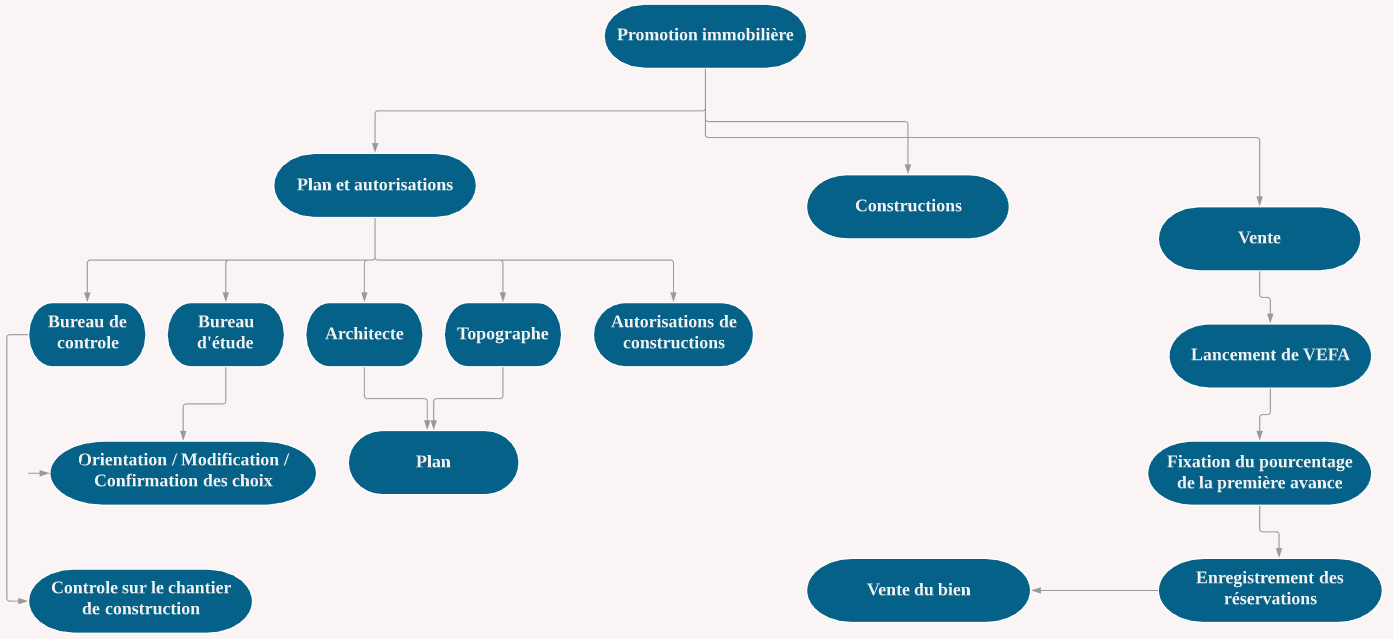 Promotion immobilière
Plan et autorisations
Constructions
Vente
Bureau de
controle
Bureau
d'étude
Architecte
Topographe
Autorisations de
constructions
Lancement de VEFA
Orientation / Modification /
Confirmation des choix
Plan
Fixation du pourcentage
de la première avance
Controle sur le chantier
de construction
Vente du bien
Enregistrement des
réservations